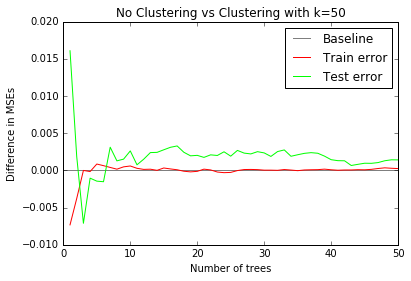 No Clustering vs Clustering with k=50
Difference in MSEs
0.020
0.015
0.010
0.005
0.000
−0.005
−0.010
Baseline
Train error
Test error
0
10
20
30
40
50
Number of trees